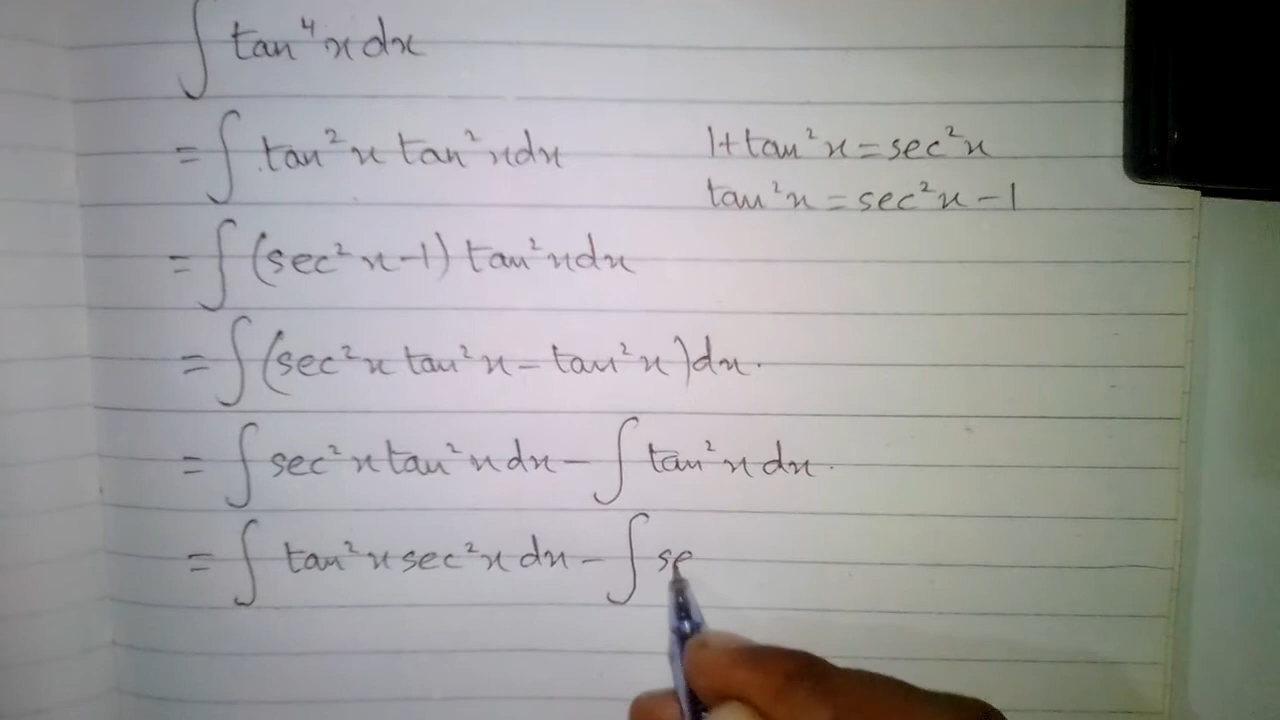 ∫ tan⁴x dx
= ∫ tan²x tan²x dx
1 + tan²x = sec²x
tan²x = sec²x − 1
= ∫ (sec²x − 1) tan²x dx
= ∫ (sec²x tan²x − tan²x) dx.
= ∫ sec²x tan²x dx − ∫ tan²x dx.
= ∫ tan²x sec²x dx − ∫ se